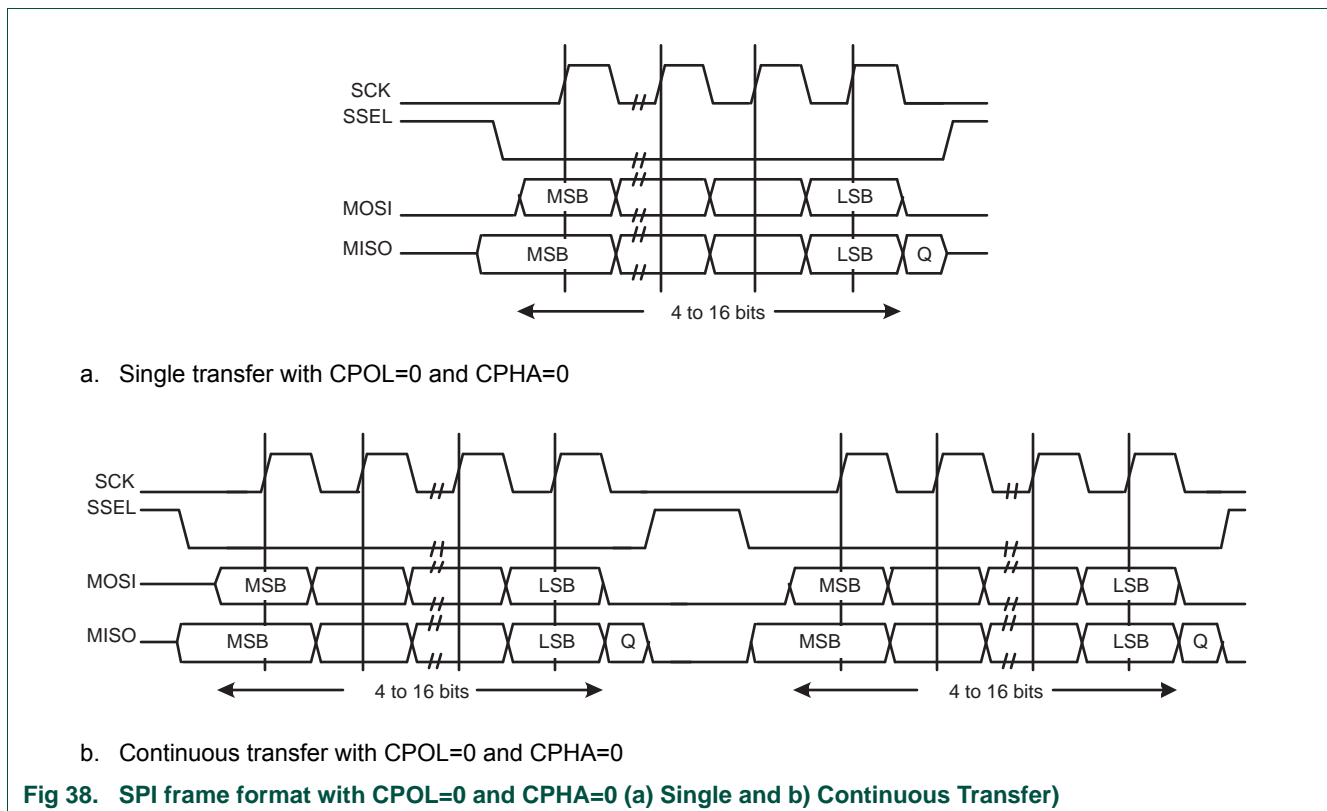 SCK
SSEL
MOSI MSB LSB
MISO MSB LSB Q
4 to 16 bits
a. Single transfer with CPOL=0 and CPHA=0
SCK
SSEL
MOSI MSB LSB MSB LSB
MISO MSB LSB Q MSB LSB Q
4 to 16 bits 4 to 16 bits
b. Continuous transfer with CPOL=0 and CPHA=0
Fig 38. SPI frame format with CPOL=0 and CPHA=0 (a) Single and b) Continuous Transfer)